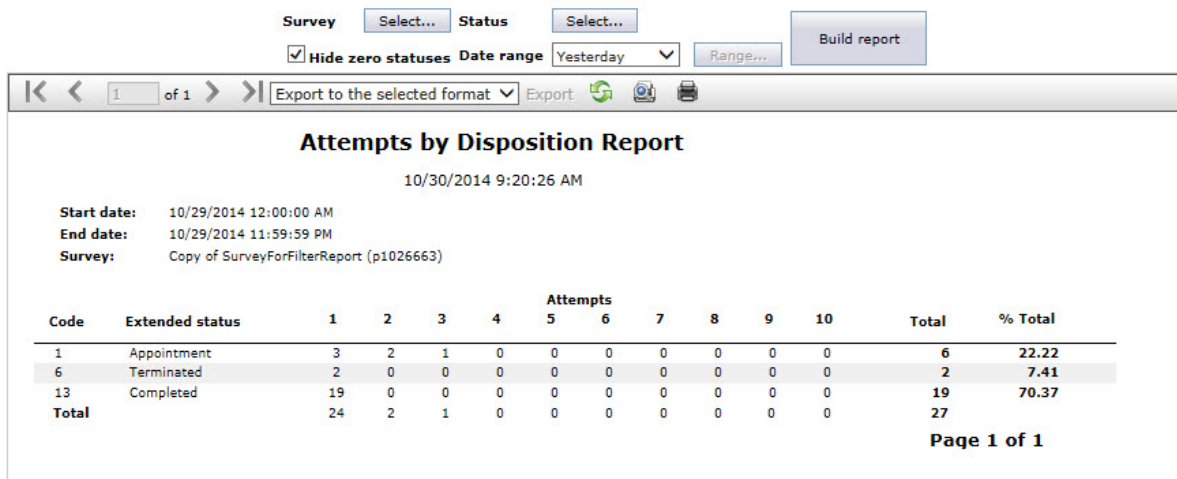 Survey Select... Status Select... Build report
Hide zero statuses Date range Yesterday Range...
1 of 1 Export to the selected format Export
Attempts by Disposition Report
10/30/2014 9:20:26 AM
Start date: 10/29/2014 12:00:00 AM
End date: 10/29/2014 11:59:59 PM
Survey: Copy of SurveyForFilterReport (p1026663)
Attempts
Code Extended status 1 2 3 4 5 6 7 8 9 10 Total % Total
1 Appointment 3 2 1 0 0 0 0 0 0 0 6 22.22
6 Terminated 2 0 0 0 0 0 0 0 0 0 2 7.41
13 Completed 19 0 0 0 0 0 0 0 0 0 19 70.37
Total 24 2 1 0 0 0 0 0 0 0 27
Page 1 of 1